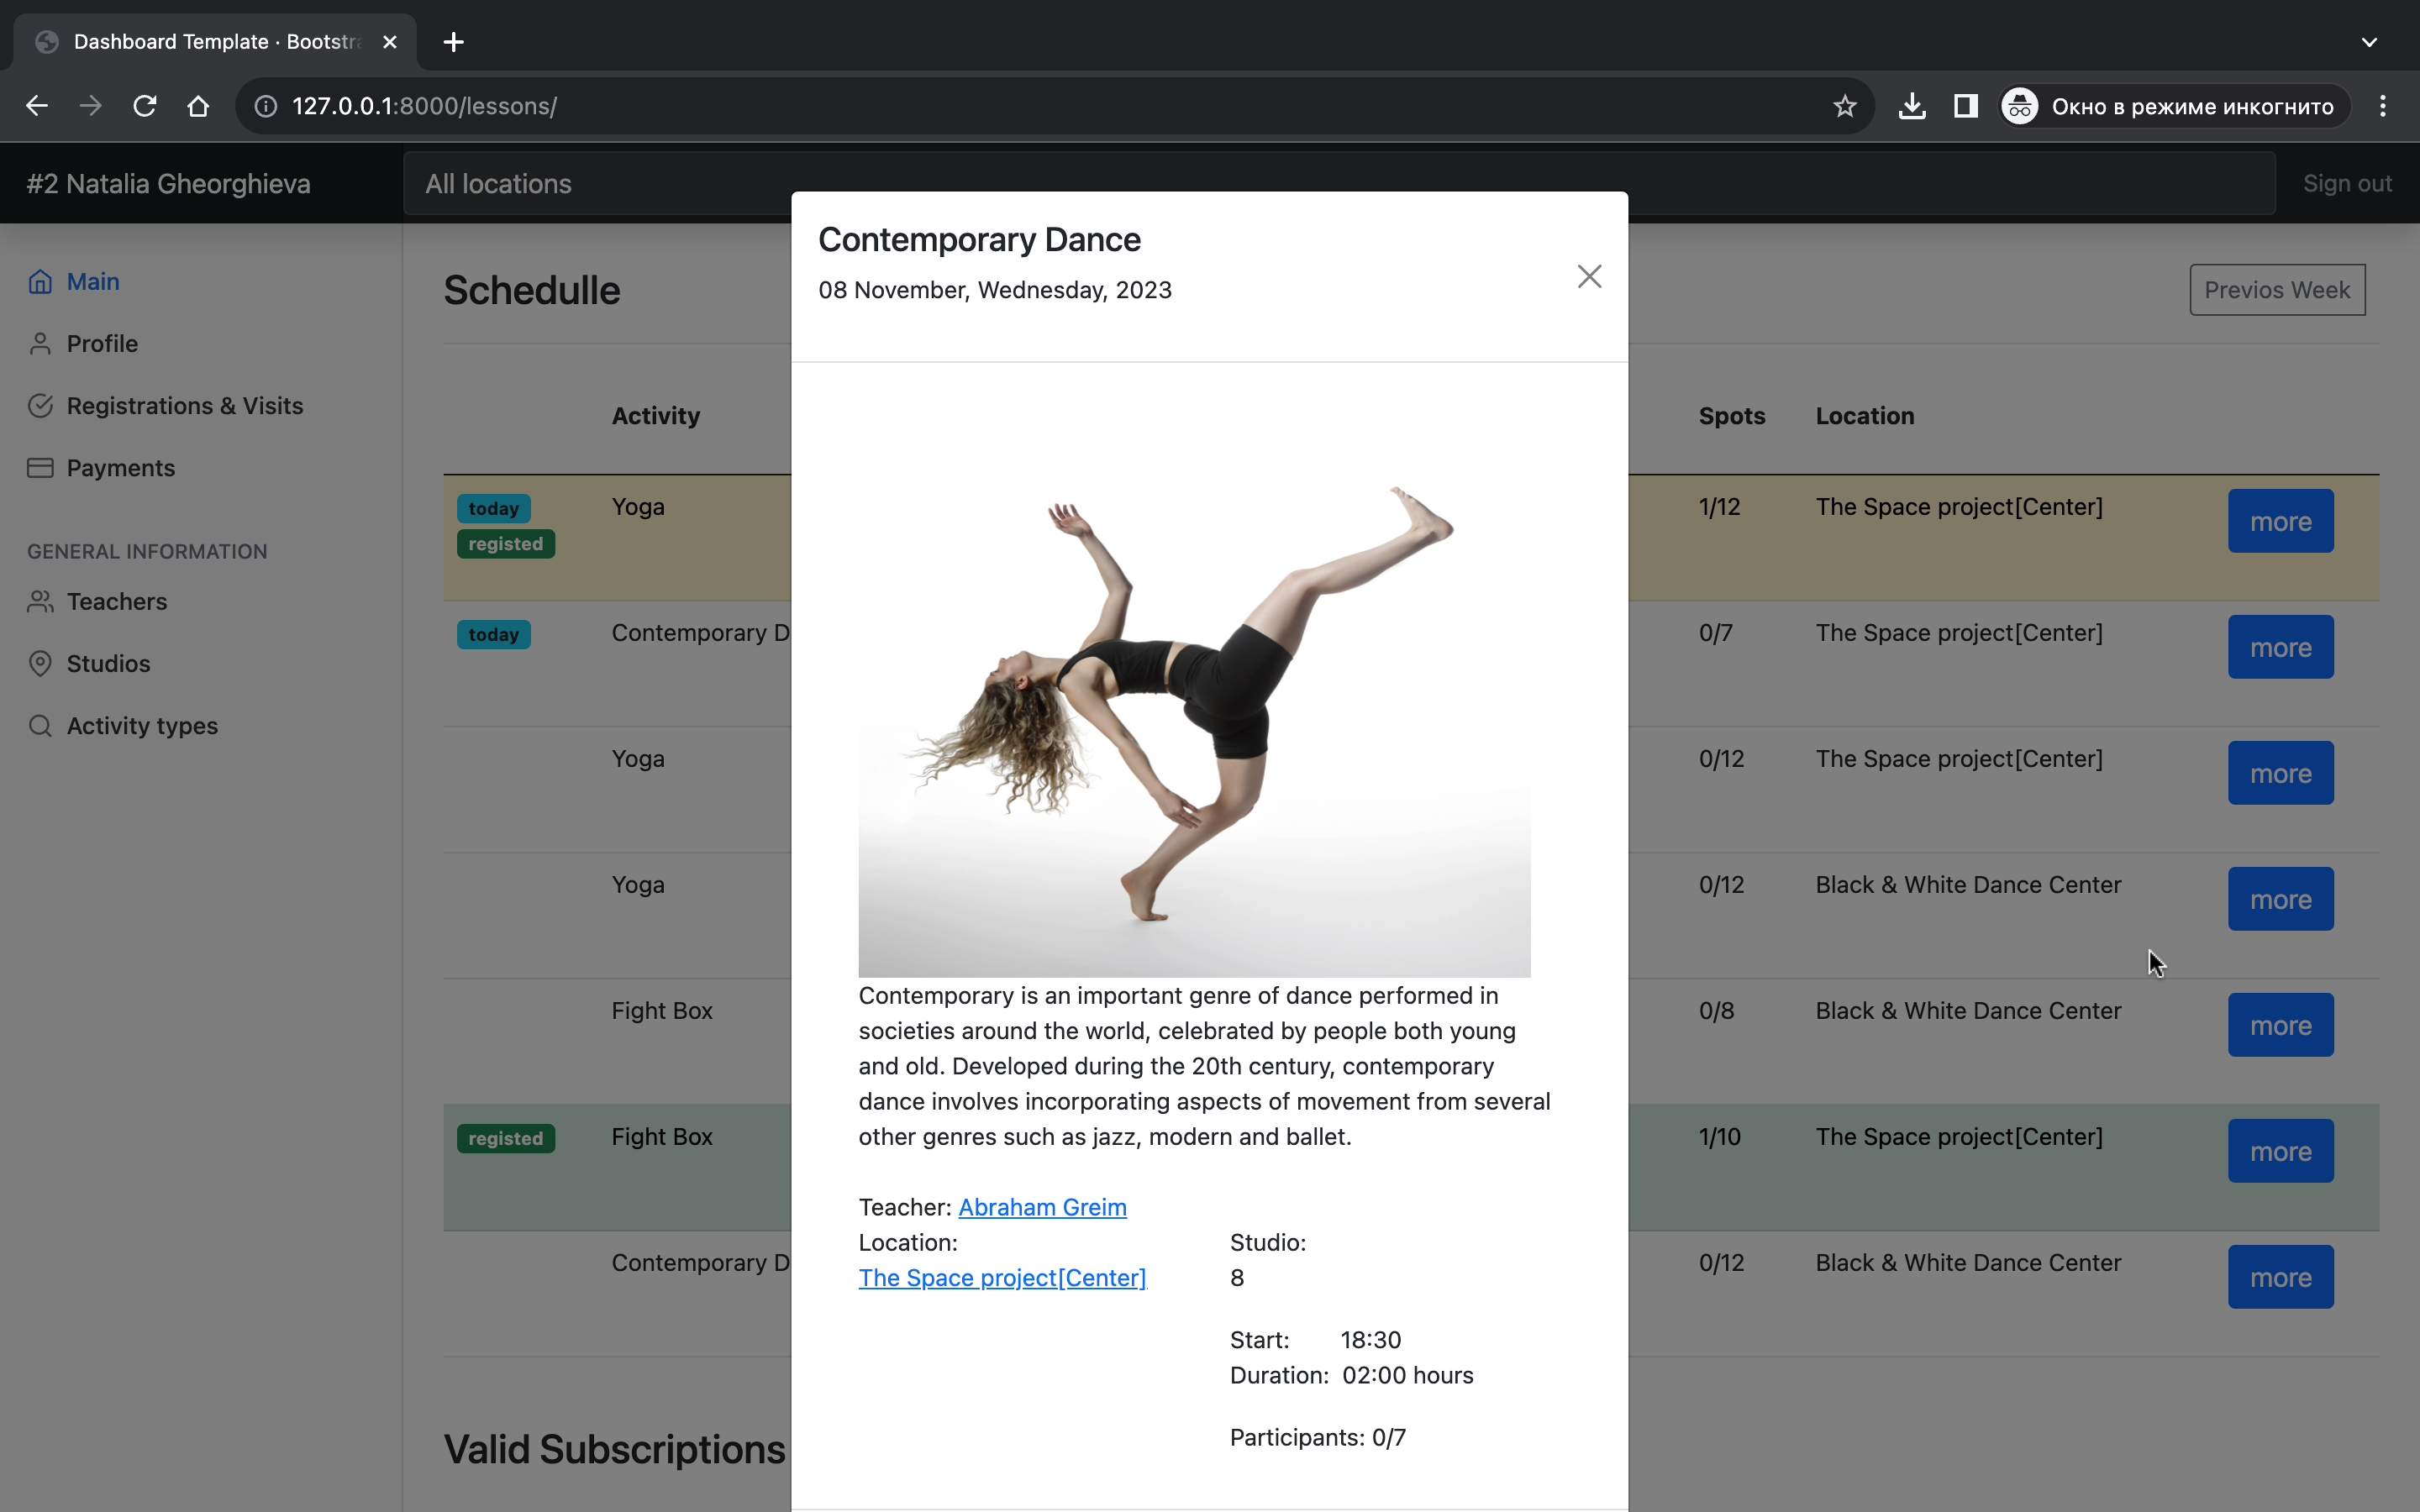 Dashboard Template · Bootstra
127.0.0.1:8000/lessons/
Окно в режиме инкогнито
#2 Natalia Gheorghieva
All locations
Sign out
Main
Profile
Registrations & Visits
Payments
GENERAL INFORMATION
Teachers
Studios
Activity types
Schedulle
Previos Week
Activity
Spots
Location
today
registed
Yoga
1/12
The Space project[Center]
more
today
Contemporary D
0/7
The Space project[Center]
more
Yoga
0/12
The Space project[Center]
more
Yoga
0/12
Black & White Dance Center
more
Fight Box
0/8
Black & White Dance Center
more
registed
Fight Box
1/10
The Space project[Center]
more
Contemporary D
0/12
Black & White Dance Center
more
Valid Subscriptions
Contemporary Dance
08 November, Wednesday, 2023
Contemporary is an important genre of dance performed in
societies around the world, celebrated by people both young
and old. Developed during the 20th century, contemporary
dance involves incorporating aspects of movement from several
other genres such as jazz, modern and ballet.
Teacher: Abraham Greim
Location:
The Space project[Center]
Studio:
8
Start: 18:30
Duration: 02:00 hours
Participants: 0/7